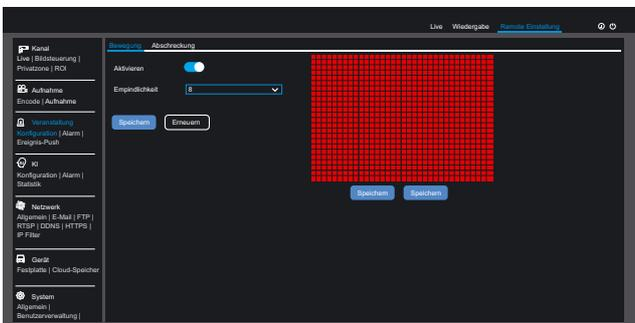 Live Wiedergabe Remote Einstellung
Kanal
Live | Bildsteuerung |
Privatzone | ROI
Aufnahme
Encode | Aufnahme
Veranstaltung
Konfiguration | Alarm |
Ereignis-Push
KI
Konfiguration | Alarm |
Statistik
Netzwerk
Allgemein | E-Mail | FTP |
RTSP | DDNS | HTTPS |
IP Filter
Gerät
Festplatte | Cloud-Speicher
System
Allgemein |
Benutzerverwaltung |
Bewegung Abschreckung
Aktivieren
Empindlichkeit 8
Speichern Erneuern
Speichern Speichern